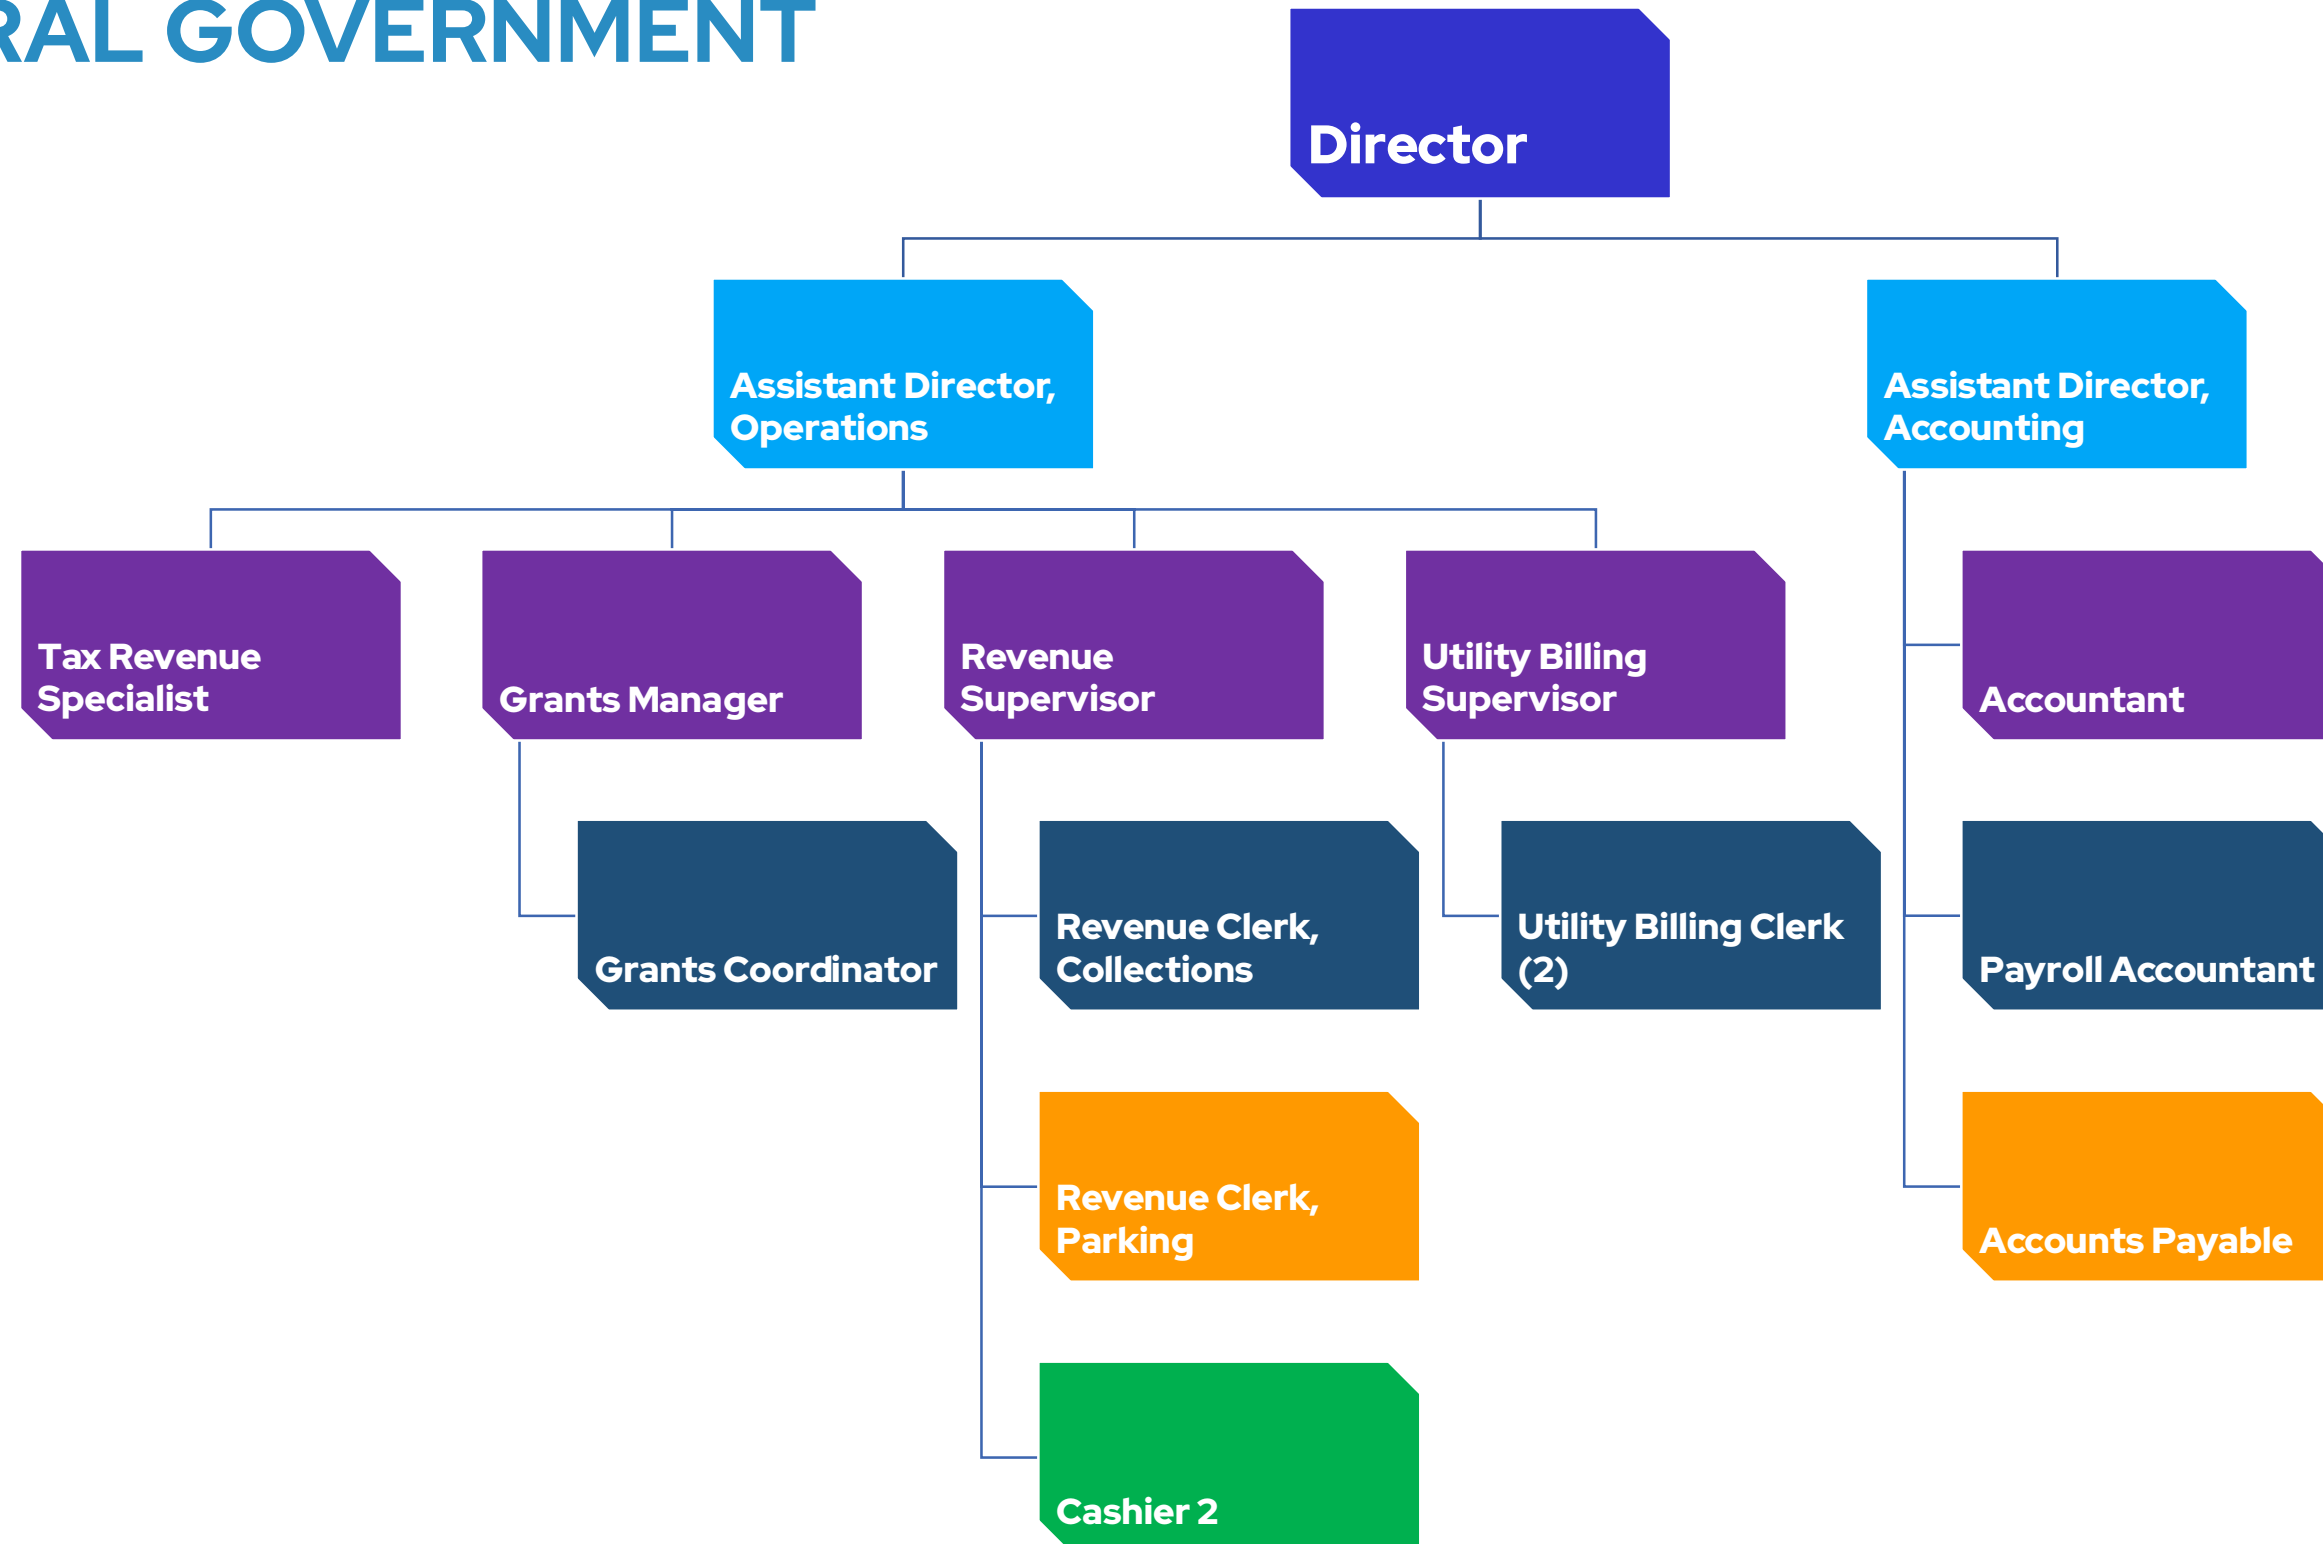 RAL GOVERNMENT
Director
Assistant Director,
Operations
Assistant Director,
Accounting
Tax Revenue
Specialist
Grants Manager
Revenue
Supervisor
Utility Billing
Supervisor
Accountant
Grants Coordinator
Revenue Clerk,
Collections
Utility Billing Clerk
(2)
Payroll Accountant
Revenue Clerk,
Parking
Accounts Payable
Cashier 2